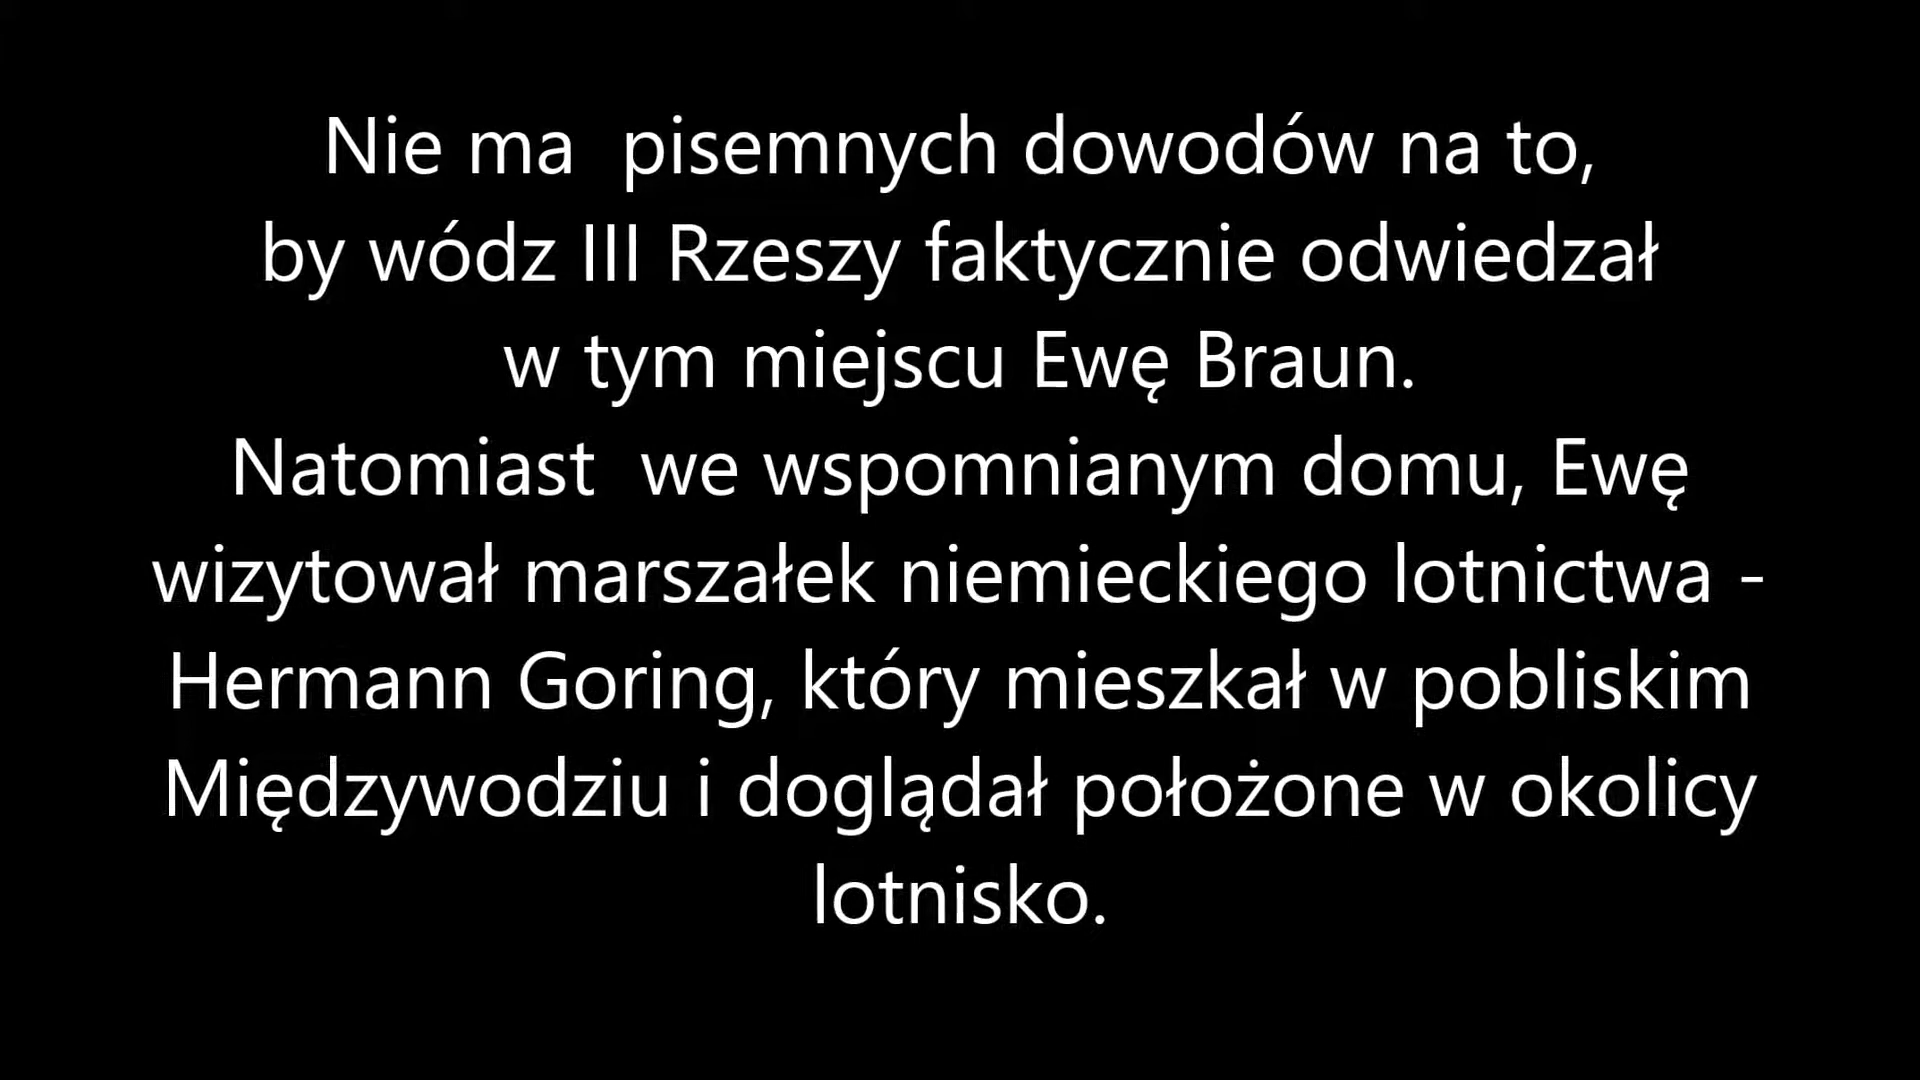 Nie ma  pisemnych dowodów na to,
by wódz III Rzeszy faktycznie odwiedzał
w tym miejscu Ewę Braun.
Natomiast  we wspomnianym domu, Ewę
wizytował marszałek niemieckiego lotnictwa -
Hermann Goring, który mieszkał w pobliskim
Międzywodziu i doglądał położone w okolicy
lotnisko.